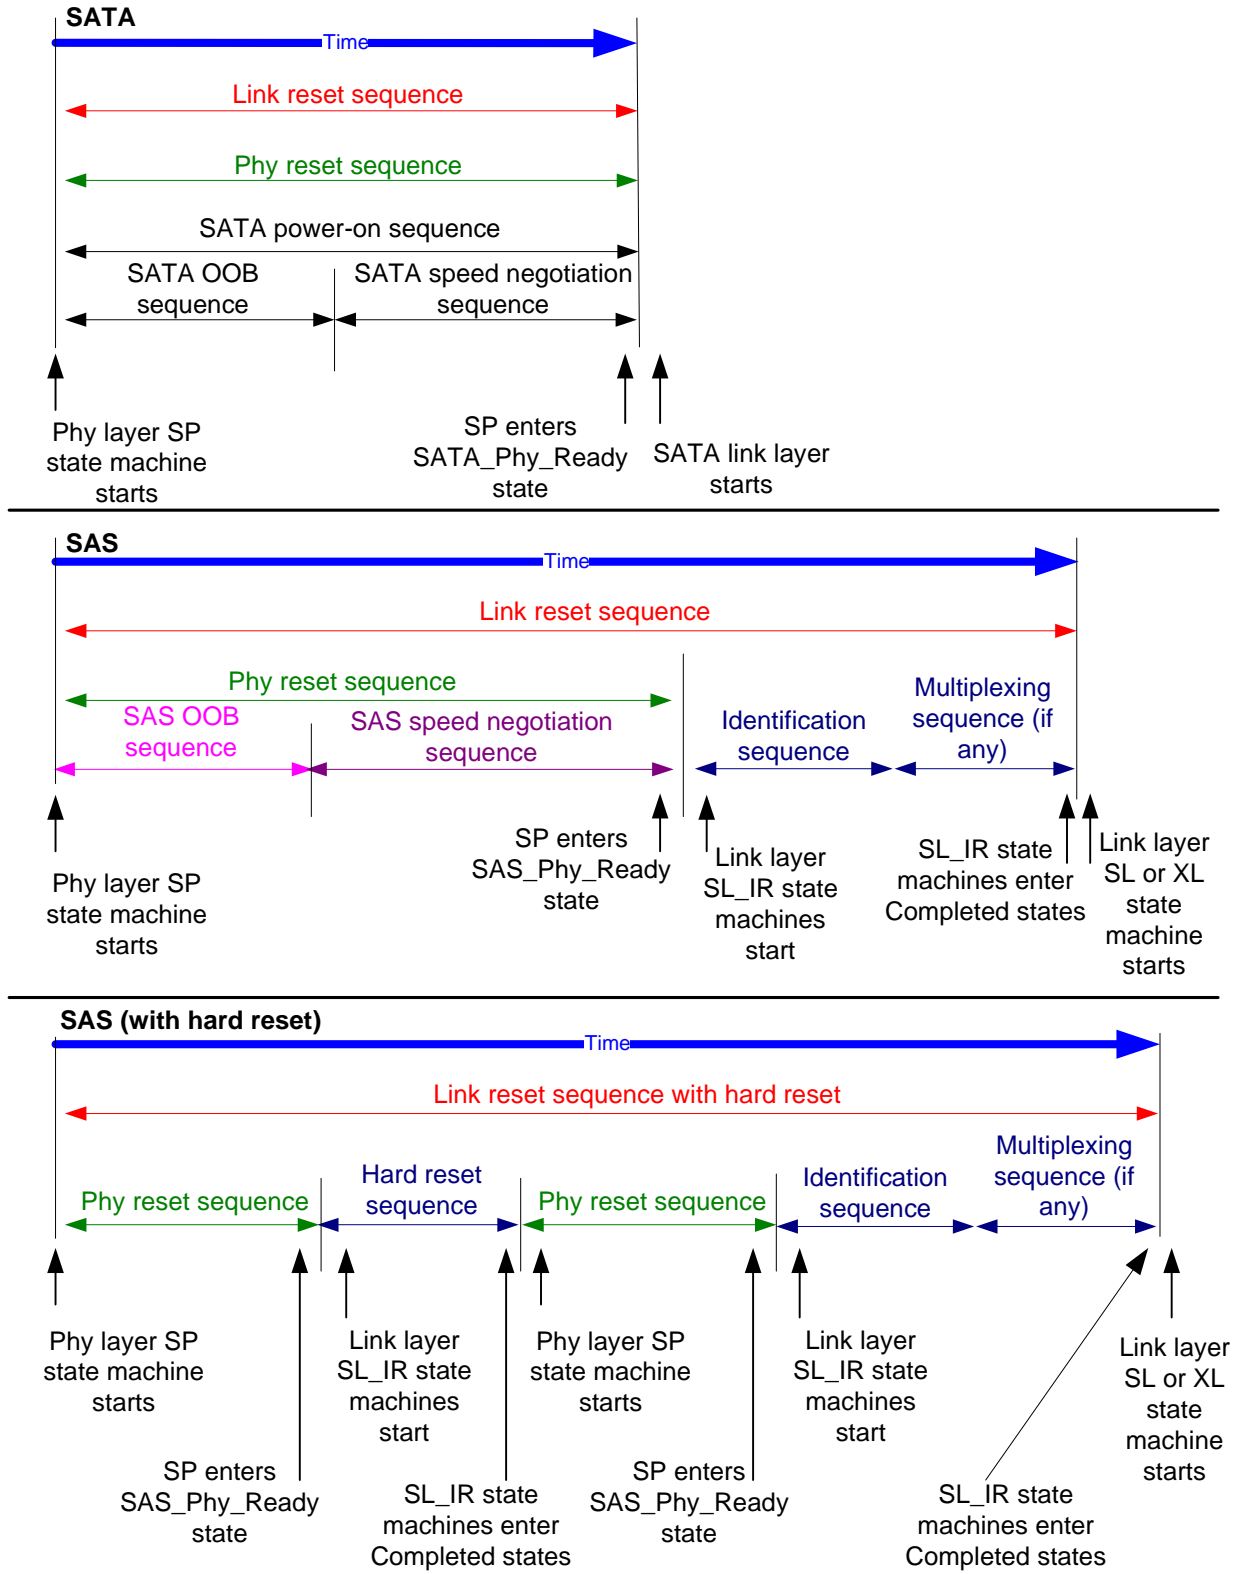 SATA
Time
Link reset sequence
Phy reset sequence
SATA power-on sequence
SATA OOB
sequence
SATA speed negotiation
sequence
Phy layer SP
state machine
starts
SP enters
SATA_Phy_Ready
state
SATA link layer
starts
SAS
Time
Link reset sequence
Phy reset sequence
SAS OOB
sequence
SAS speed negotiation
sequence
Identification
sequence
Multiplexing
sequence (if
any)
Phy layer SP
state machine
starts
SP enters
SAS_Phy_Ready
state
Link layer
SL_IR state
machines
start
SL_IR state
machines enter
Completed states
Link layer
SL or XL
state
machine
starts
SAS (with hard reset)
Time
Link reset sequence with hard reset
Phy reset sequence
Hard reset
sequence
Phy reset sequence
Identification
sequence
Multiplexing
sequence (if
any)
Phy layer SP
state machine
starts
Link layer
SL_IR state
machines
start
Phy layer SP
state machine
starts
Link layer
SL_IR state
machines
start
Link layer
SL or XL
state
machine
starts
SP enters
SAS_Phy_Ready
state
SL_IR state
machines enter
Completed states
SP enters
SAS_Phy_Ready
state
SL_IR state
machines enter
Completed states